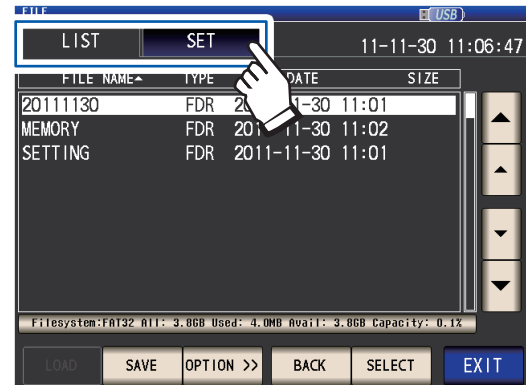 FILE
USB
LIST SET 11-11-30 11:06:47
FILE NAME▲ TYPE DATE SIZE
20111130 FDR 11-30 11:01
MEMORY FDR 11-30 11:02
SETTING FDR 2011-11-30 11:01
Filesystem:FAT32 All: 3.8GB Used: 4.0MB Avail: 3.8GB Capacity: 0.1%
LOAD SAVE OPTION >> BACK SELECT EXIT